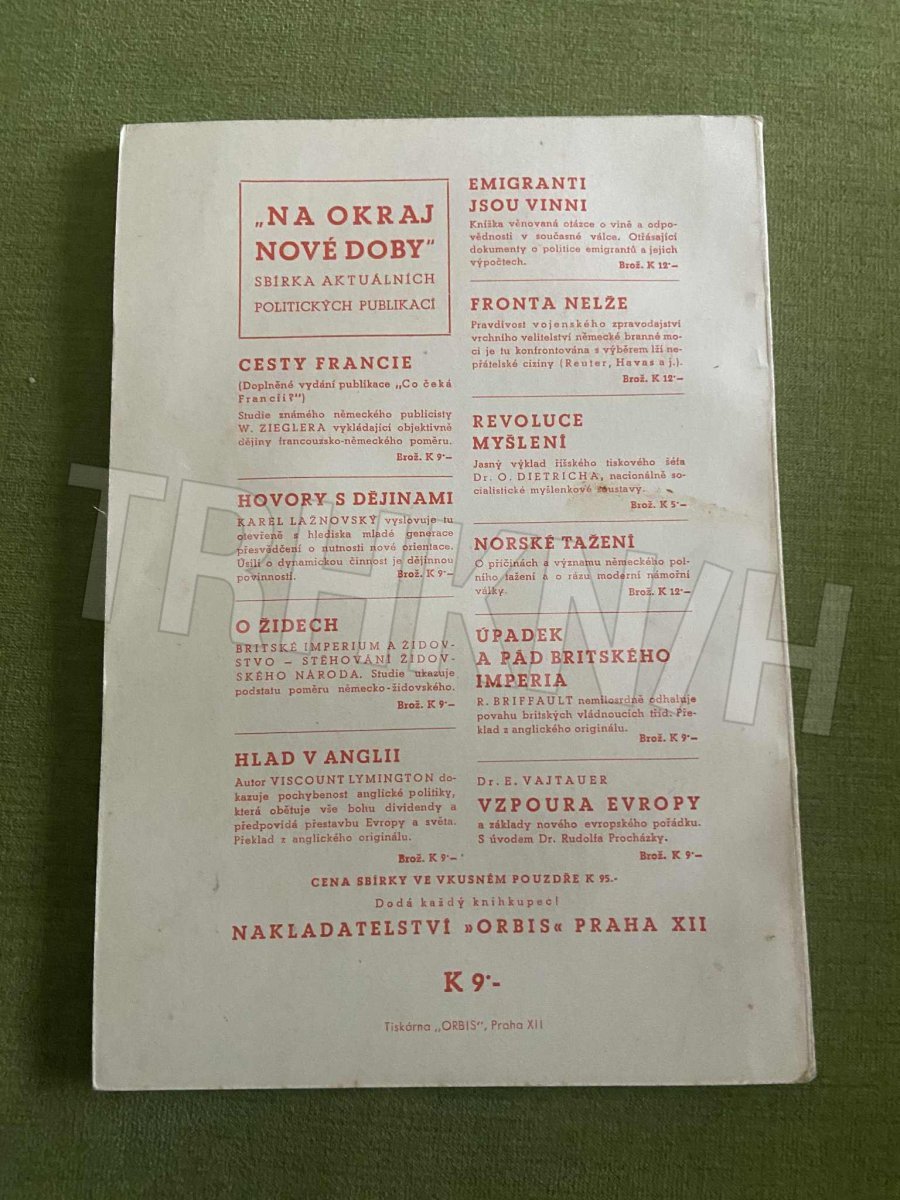 „NA OKRAJ
NOVÉ DOBY"
SBÍRKA AKTUÁLNÍCH
POLITICKÝCH PUBLIKACÍ
CESTY FRANCIE
(Doplněné vydání publikace „Co čeká
Francii?")
Studie známého německého publicisty
W. ZIEGLERA vykládající objektivně
dějiny francouzsko-německého poměru.
Brož. K 9·–
HOVORY S DĚJINAMI
KAREL LAŽNOVSKÝ vyslovuje tu
otevřeně s hlediska mladé generace
přesvědčení o nutnosti nové orientace.
Úsilí o dynamickou činnost je dějinnou
povinností. Brož. K 9·–
O ŽIDECH
BRITSKÉ IMPERIUM A ŽIDOV-
STVO – STĚHOVÁNÍ ŽIDOV-
SKÉHO NÁRODA. Studie ukazuje
podstatu poměru německo-židovského.
Brož. K 9·–
HLAD V ANGLII
Autor VISCOUNT LYMINGTON do-
kazuje pochybenost anglické politiky,
která obětuje vše bohu dividendy a
předpovídá přestavbu Evropy a světa.
Překlad z anglického originálu.
Brož. K 9·–
EMIGRANTI
JSOU VINNI
Knížka věnovaná otázce o vině a odpo-
vědnosti v současné válce. Otřásající
dokumenty o politice emigrantů a jejich
výpočtech. Brož. K 12·–
FRONTA NELŽE
Pravdivost vojenského zpravodajství
vrchního velitelství německé branné mo-
ci je tu konfrontována s výběrem lží ne-
přátelské ciziny (Reuter, Havas a j.).
Brož. K 12·–
REVOLUCE
MYŠLENÍ
Jasný výklad říšského tiskového šéfa
Dr. O. DIETRICHA, nacionálně so-
cialistické myšlenkové soustavy.
Brož. K 5·–
NORSKÉ TAŽENÍ
O příčinách a významu německého pol-
ního tažení a o rázu moderní námořní
války. Brož. K 12·–
ÚPADEK
A PÁD BRITSKÉHO
IMPERIA
R. BRIFFAULT nemilosrdně odhaluje
povahu britských vládnoucích tříd. Pře-
klad z anglického originálu.
Brož. K 9·–
Dr. E. VAJTAUER
VZPOURA EVROPY
a základy nového evropského pořádku.
S úvodem Dr. Rudolfa Procházky.
Brož. K 9·–
CENA SBÍRKY VE VKUSNÉM POUZDŘE K 95.-
Dodá každý knihkupec!
NAKLADATELSTVÍ »ORBIS« PRAHA XII
K 9·-
Tiskárna „ORBIS", Praha XII
TRHKNIH